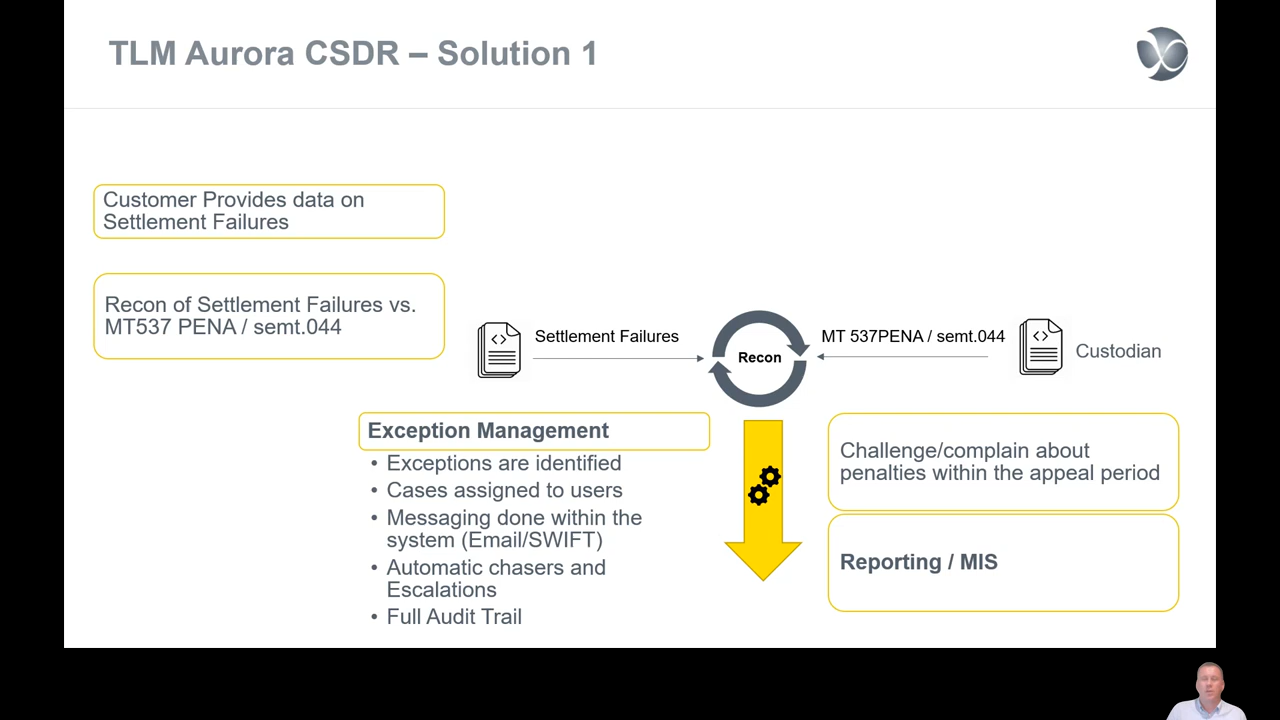 TLM Aurora CSDR – Solution 1
Customer Provides data on
Settlement Failures
Recon of Settlement Failures vs.
MT537 PENA / semt.044
Settlement Failures
Recon
MT 537PENA / semt.044
Custodian
Exception Management
• Exceptions are identified
• Cases assigned to users
• Messaging done within the
system (Email/SWIFT)
• Automatic chasers and
Escalations
• Full Audit Trail
Challenge/complain about
penalties within the appeal period
Reporting / MIS